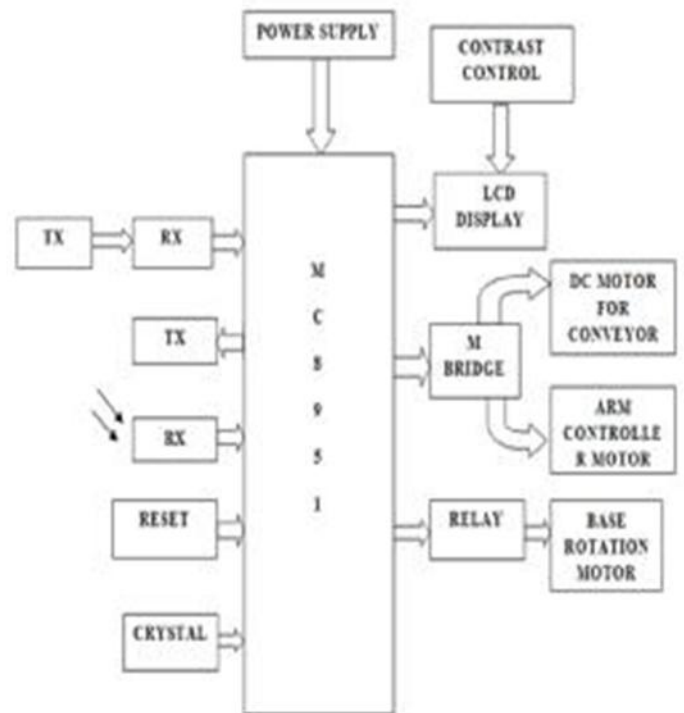 POWER SUPPLY
CONTRAST
CONTROL
LCD
DISPLAY
TX
RX
M
C
8
9
5
1
TX
RX
M
BRIDGE
DC MOTOR
FOR
CONVEYOR
ARM
CONTROLLE
R MOTOR
RESET
RELAY
BASE
ROTATION
MOTOR
CRYSTAL